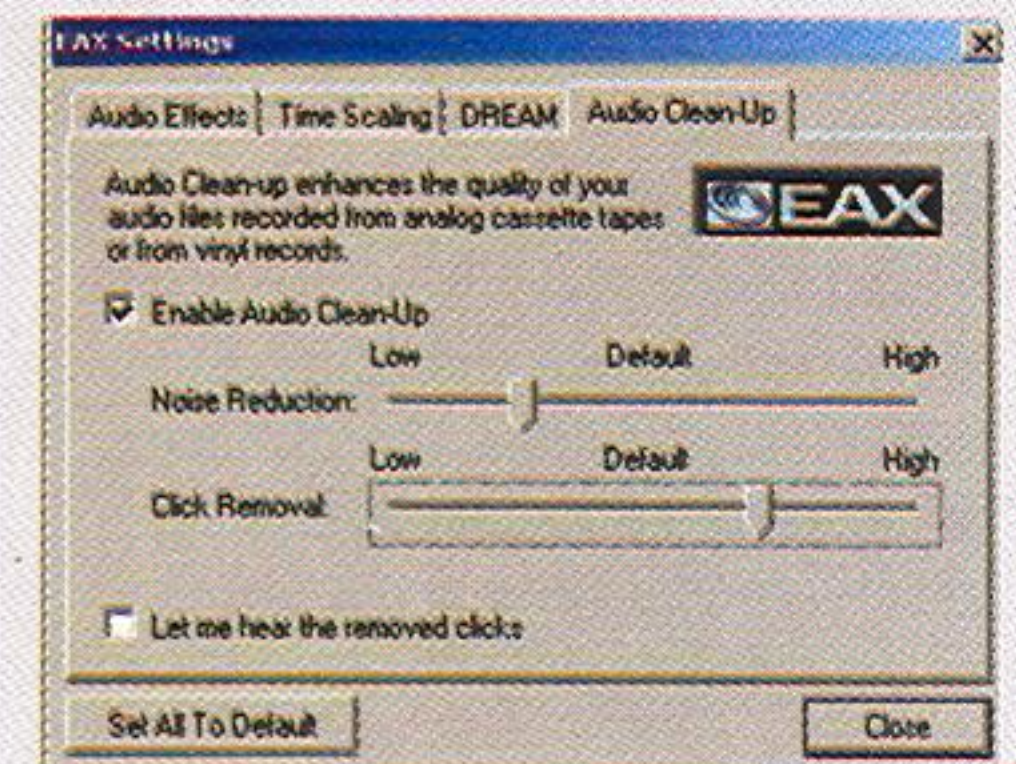 EAX Settings
Audio Effects Time Scaling DREAM Audio Clean-Up
Audio Clean-up enhances the quality of your
audio files recorded from analog cassette tapes
or from vinyl records.
EAX
Enable Audio Clean-Up
Low Default High
Noise Reduction:
Low Default High
Click Removal:
Let me hear the removed clicks
Set All To Default Close